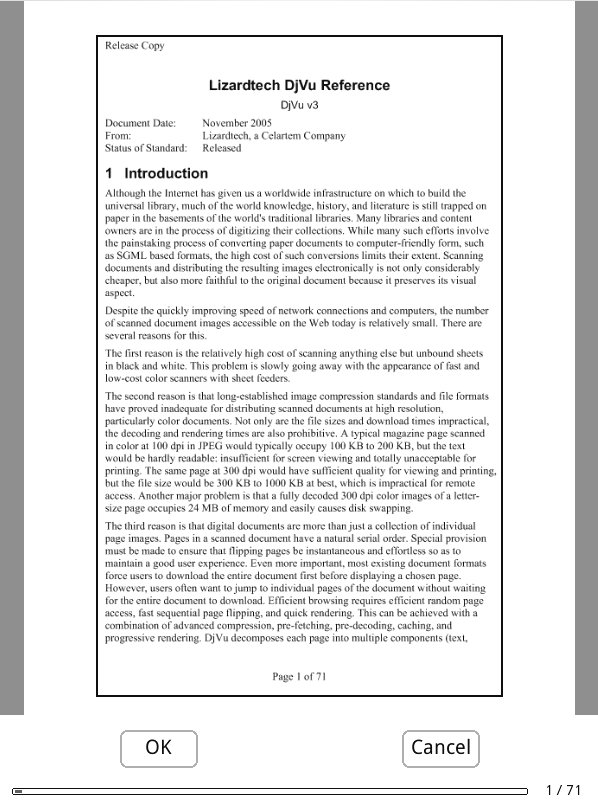 Release Copy
Lizardtech DjVu Reference
DjVu v3
Document Date: November 2005
From: Lizardtech, a Celartem Company
Status of Standard: Released
1 Introduction
Although the Internet has given us a worldwide infrastructure on which to build the
universal library, much of the world knowledge, history, and literature is still trapped on
paper in the basements of the world's traditional libraries. Many libraries and content
owners are in the process of digitizing their collections. While many such efforts involve
the painstaking process of converting paper documents to computer-friendly form, such
as SGML based formats, the high cost of such conversions limits their extent. Scanning
documents and distributing the resulting images electronically is not only considerably
cheaper, but also more faithful to the original document because it preserves its visual
aspect.
Despite the quickly improving speed of network connections and computers, the number
of scanned document images accessible on the Web today is relatively small. There are
several reasons for this.
The first reason is the relatively high cost of scanning anything else but unbound sheets
in black and white. This problem is slowly going away with the appearance of fast and
low-cost color scanners with sheet feeders.
The second reason is that long-established image compression standards and file formats
have proved inadequate for distributing scanned documents at high resolution,
particularly color documents. Not only are the file sizes and download times impractical,
the decoding and rendering times are also prohibitive. A typical magazine page scanned
in color at 100 dpi in JPEG would typically occupy 100 KB to 200 KB, but the text
would be hardly readable: insufficient for screen viewing and totally unacceptable for
printing. The same page at 300 dpi would have sufficient quality for viewing and printing,
but the file size would be 300 KB to 1000 KB at best, which is impractical for remote
access. Another major problem is that a fully decoded 300 dpi color images of a letter-
size page occupies 24 MB of memory and easily causes disk swapping.
The third reason is that digital documents are more than just a collection of individual
page images. Pages in a scanned document have a natural serial order. Special provision
must be made to ensure that flipping pages be instantaneous and effortless so as to
maintain a good user experience. Even more important, most existing document formats
force users to download the entire document first before displaying a chosen page.
However, users often want to jump to individual pages of the document without waiting
for the entire document to download. Efficient browsing requires efficient random page
access, fast sequential page flipping, and quick rendering. This can be achieved with a
combination of advanced compression, pre-fetching, pre-decoding, caching, and
progressive rendering. DjVu decomposes each page into multiple components (text,
Page 1 of 71
OK Cancel
1 / 71